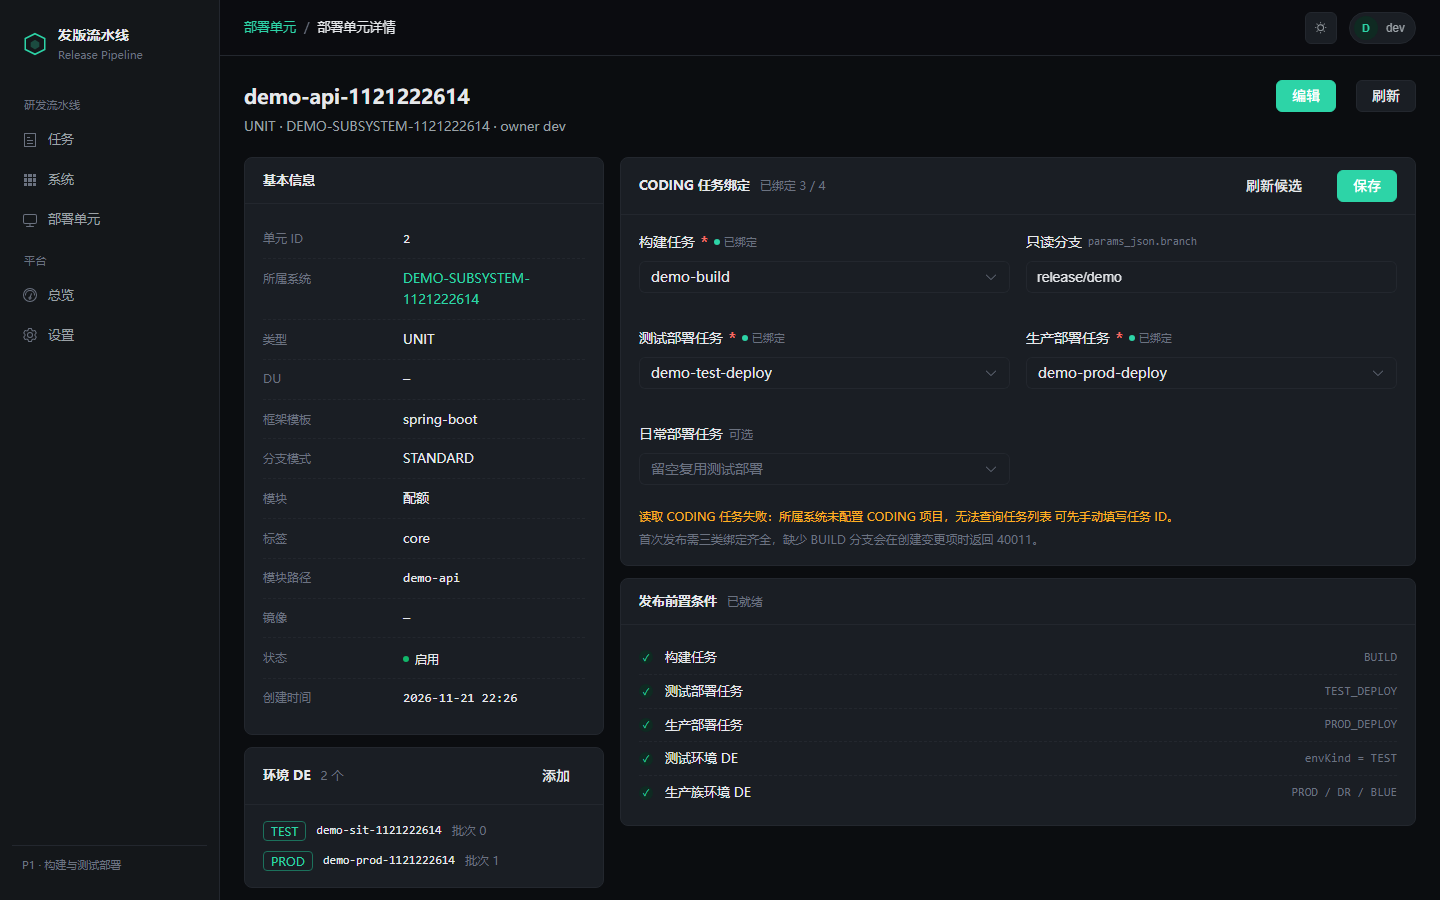 发版流水线
Release Pipeline
研发流水线
任务
系统
部署单元
平台
总览
设置
P1 · 构建与测试部署
部署单元 / 部署单元详情
D dev
demo-api-1121222614
UNIT · DEMO-SUBSYSTEM-1121222614 · owner dev
编辑
刷新
基本信息
单元 ID 2
所属系统 DEMO-SUBSYSTEM-
1121222614
类型 UNIT
DU —
框架模板 spring-boot
分支模式 STANDARD
模块 配额
标签 core
模块路径 demo-api
镜像 —
状态 启用
创建时间 2026-11-21 22:26
环境 DE 2 个 添加
TEST demo-sit-1121222614 批次 0
PROD demo-prod-1121222614 批次 1
CODING 任务绑定 已绑定 3 / 4 刷新候选 保存
构建任务 * 已绑定
demo-build
只读分支 params_json.branch
release/demo
测试部署任务 * 已绑定
demo-test-deploy
生产部署任务 * 已绑定
demo-prod-deploy
日常部署任务 可选
留空复用测试部署
读取 CODING 任务失败：所属系统未配置 CODING 项目，无法查询任务列表 可先手动填写任务 ID。
首次发布需三类绑定齐全，缺少 BUILD 分支会在创建变更项时返回 40011。
发布前置条件 已就绪
✓ 构建任务 BUILD
✓ 测试部署任务 TEST_DEPLOY
✓ 生产部署任务 PROD_DEPLOY
✓ 测试环境 DE envKind = TEST
✓ 生产族环境 DE PROD / DR / BLUE